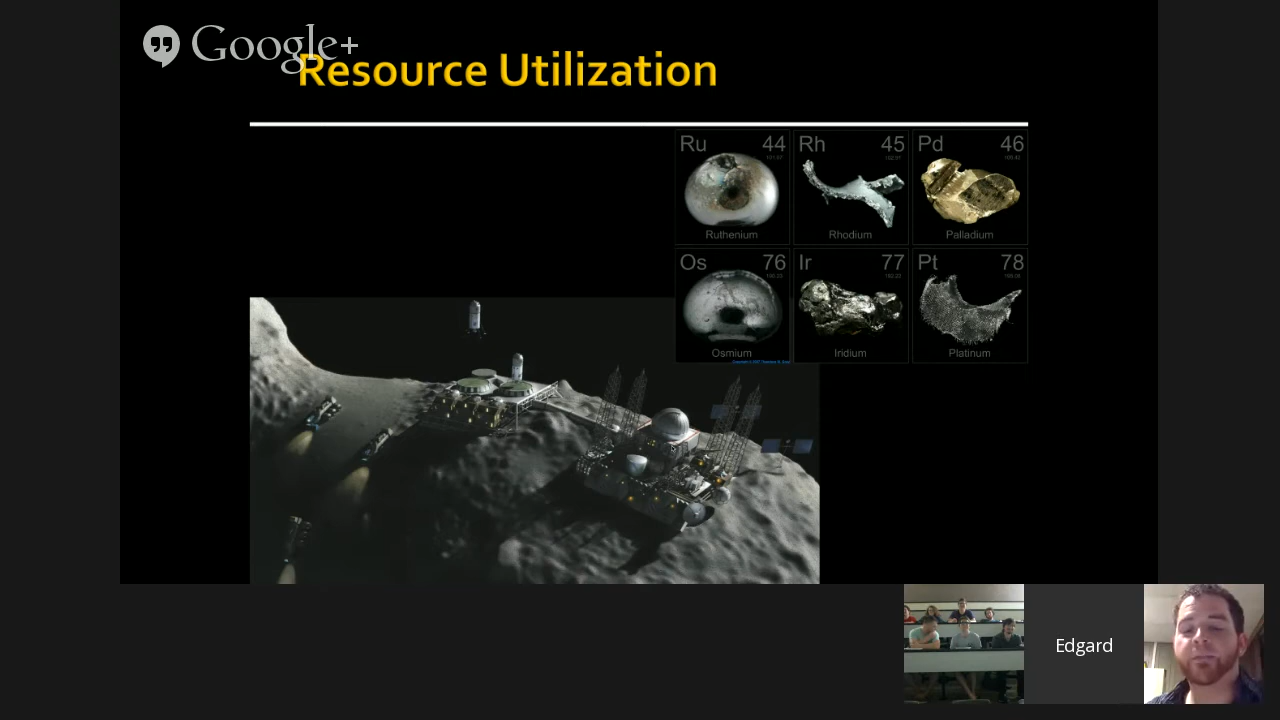 Google+
Resource Utilization
Ru 44
Rh 45
Pd 46
Ruthenium
Rhodium
Palladium
Os 76
Ir 77
Pt 78
Osmium
Iridium
Platinum
Edgard